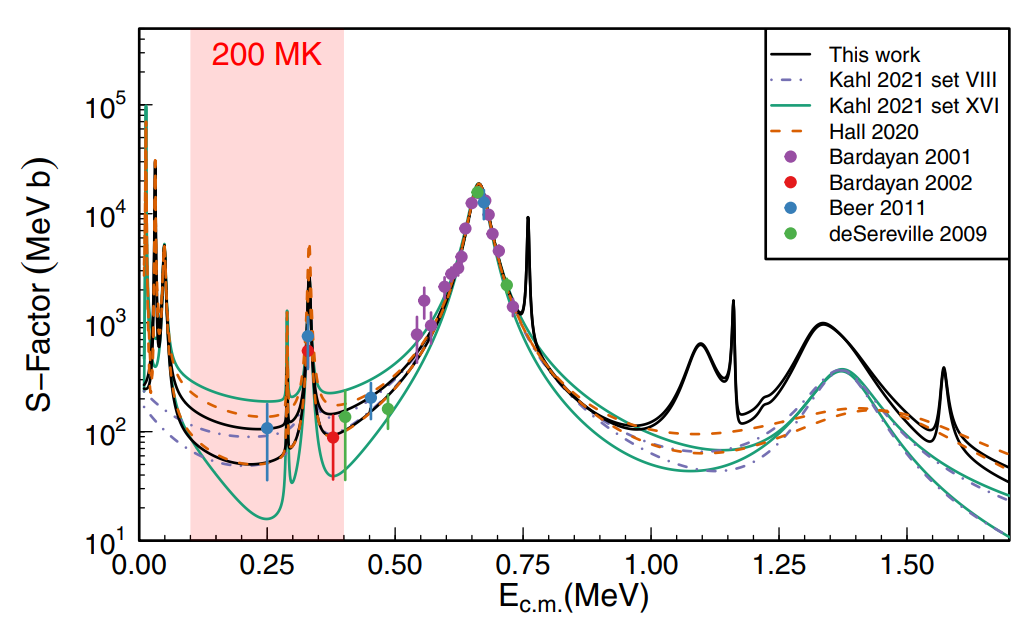 200 MK
This work
Kahl 2021 set VIII
Kahl 2021 set XVI
Hall 2020
Bardayan 2001
Bardayan 2002
Beer 2011
deSereville 2009
S−Factor (MeV b)
10^5
10^4
10^3
10^2
10^1
0.00 0.25 0.50 0.75 1.00 1.25 1.50
E_c.m.(MeV)